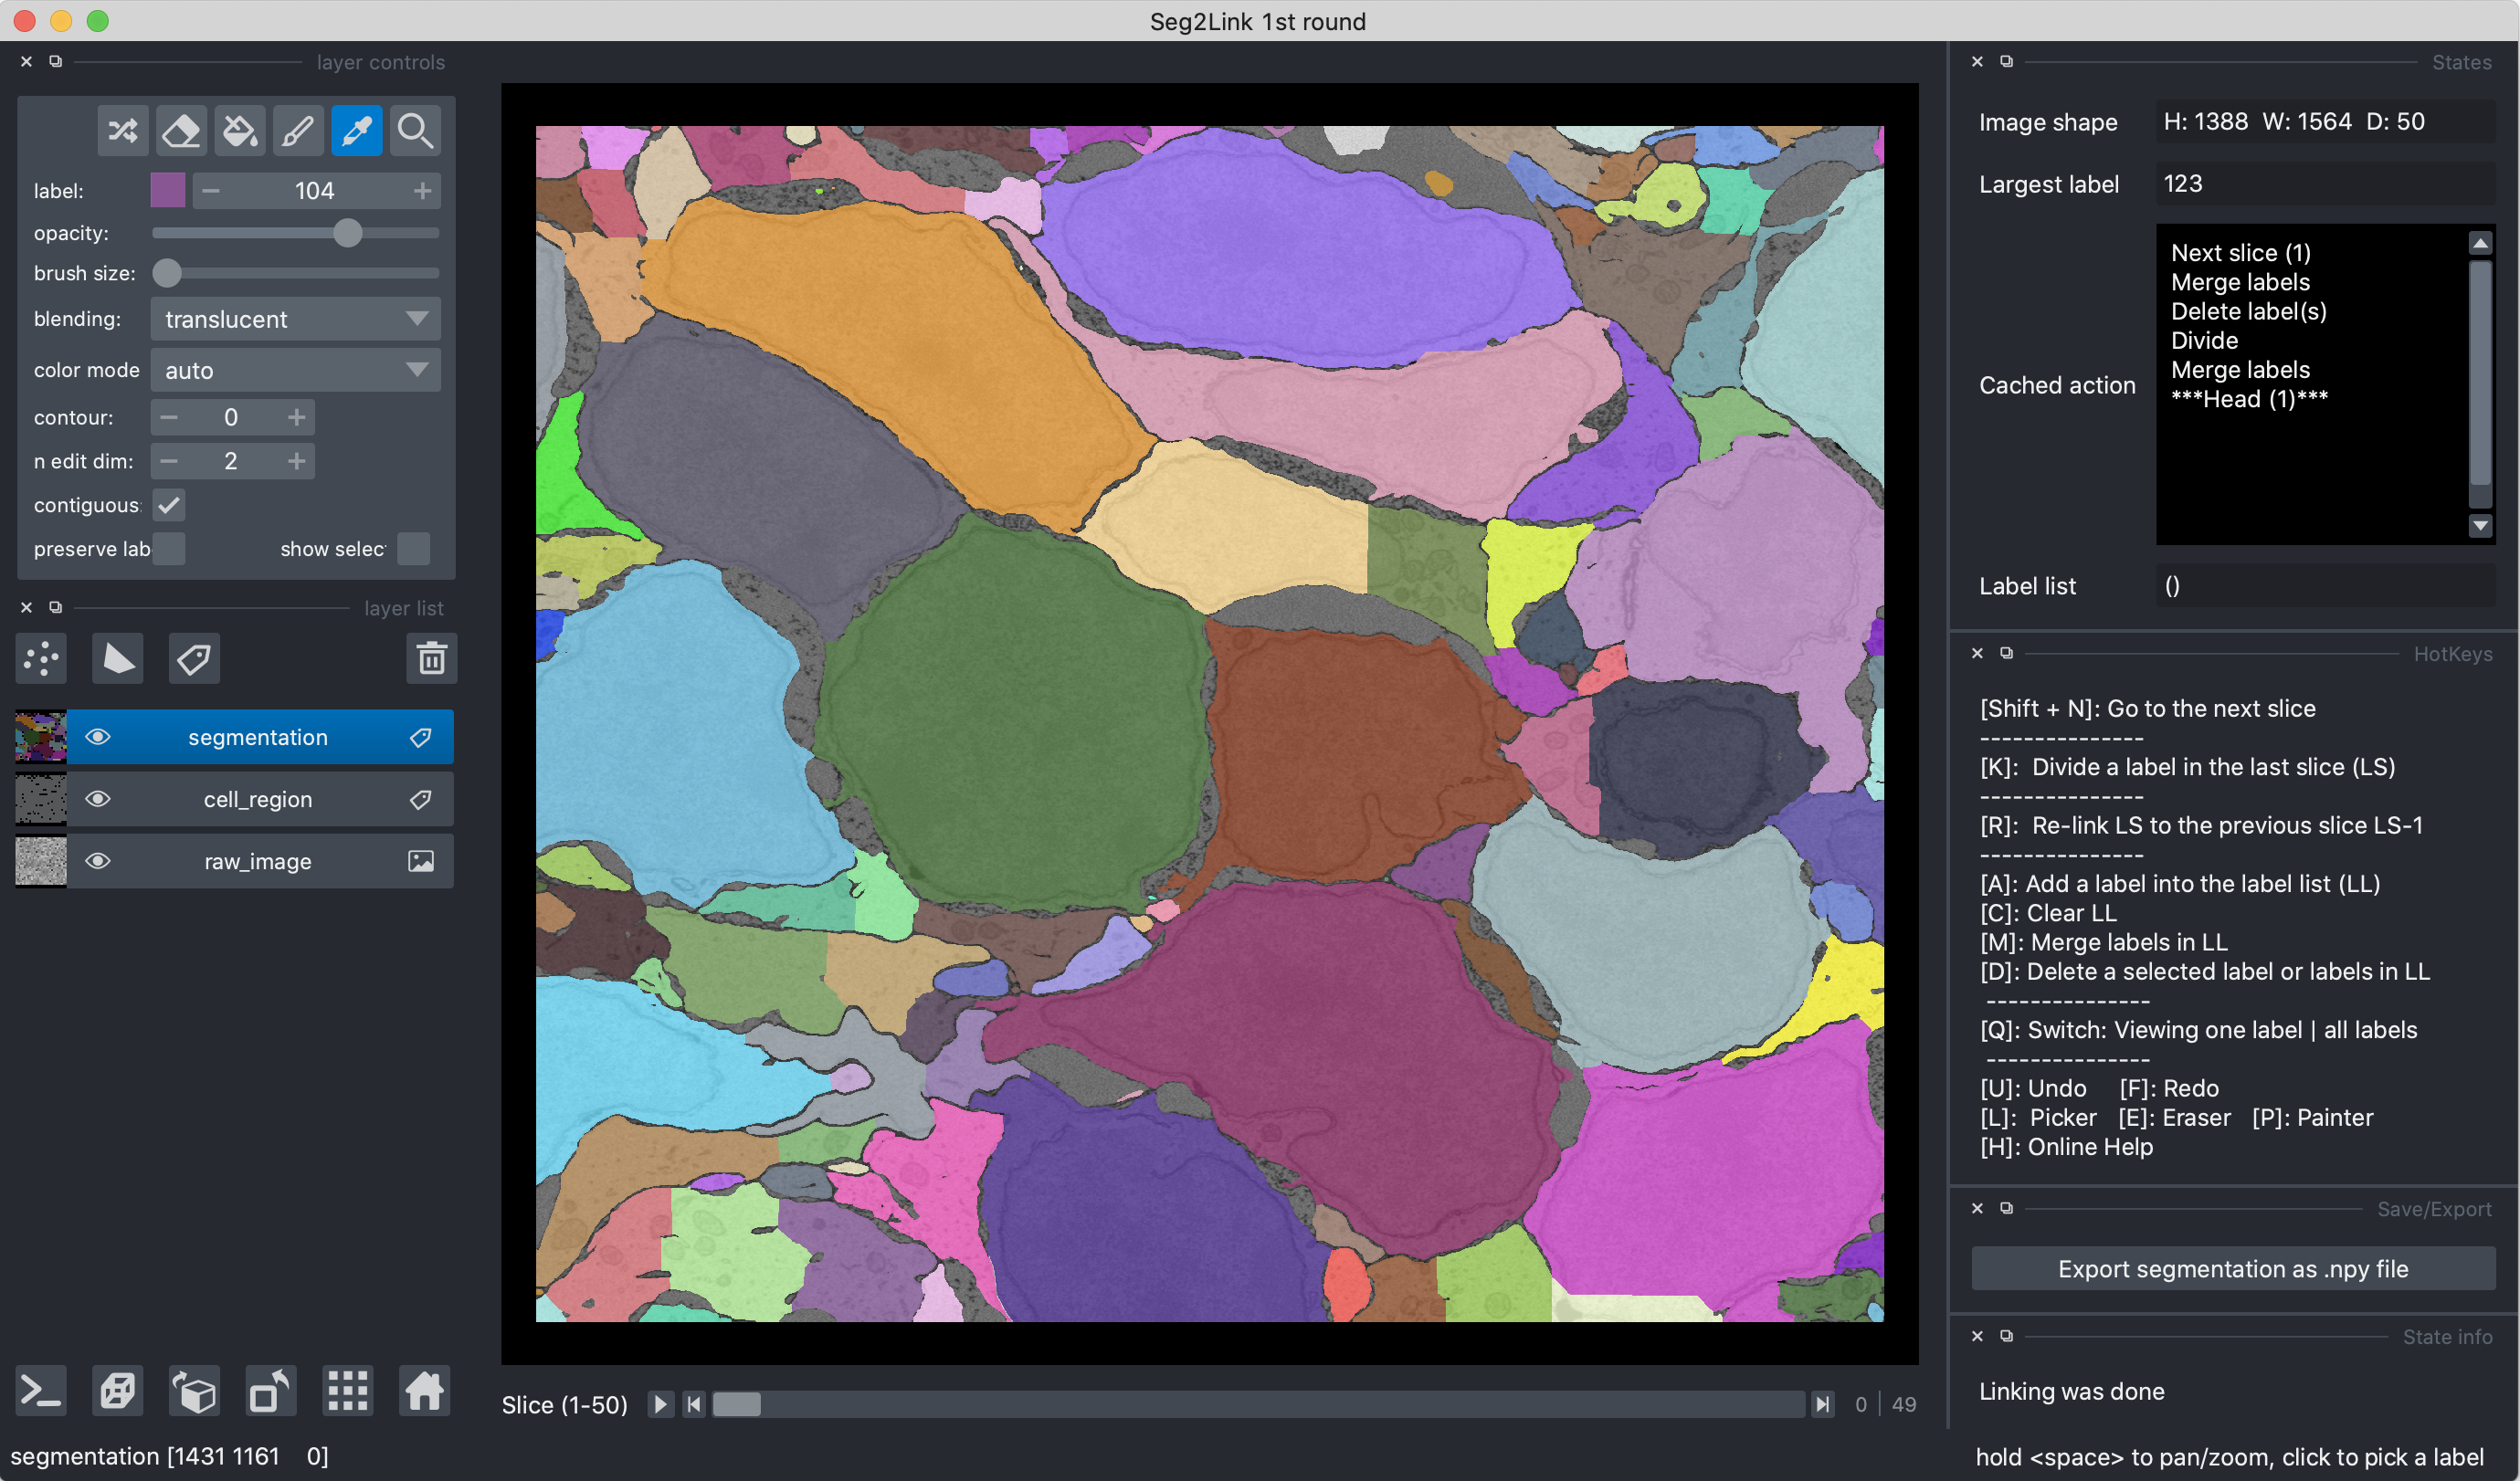 Seg2Link 1st round
layer controls
label:
104
opacity:
brush size:
blending:
translucent
color mode
auto
contour:
0
n edit dim:
2
contiguous:
preserve lab
show selec
layer list
segmentation
cell_region
raw_image
Slice (1-50)
0 | 49
segmentation [1431 1161 0]
States
Image shape
H: 1388 W: 1564 D: 50
Largest label
123
Cached action
Next slice (1)
Merge labels
Delete label(s)
Divide
Merge labels
***Head (1)***
Label list
()
HotKeys
[Shift + N]: Go to the next slice
---------------
[K]: Divide a label in the last slice (LS)
---------------
[R]: Re-link LS to the previous slice LS-1
---------------
[A]: Add a label into the label list (LL)
[C]: Clear LL
[M]: Merge labels in LL
[D]: Delete a selected label or labels in LL
---------------
[Q]: Switch: Viewing one label | all labels
---------------
[U]: Undo [F]: Redo
[L]: Picker [E]: Eraser [P]: Painter
[H]: Online Help
Save/Export
Export segmentation as .npy file
State info
Linking was done
hold <space> to pan/zoom, click to pick a label